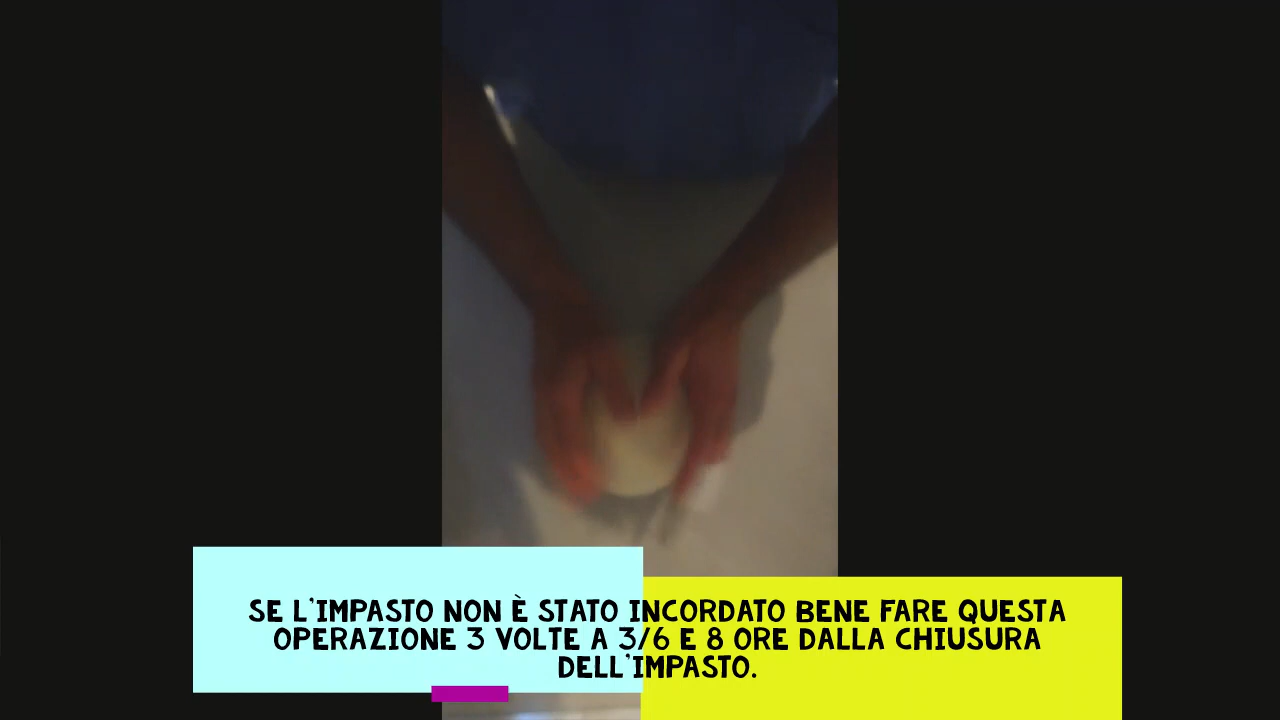 SE L'IMPASTO NON È STATO INCORDATO BENE FARE QUESTA
OPERAZIONE 3 VOLTE A 3/6 E 8 ORE DALLA CHIUSURA
DELL'IMPASTO.